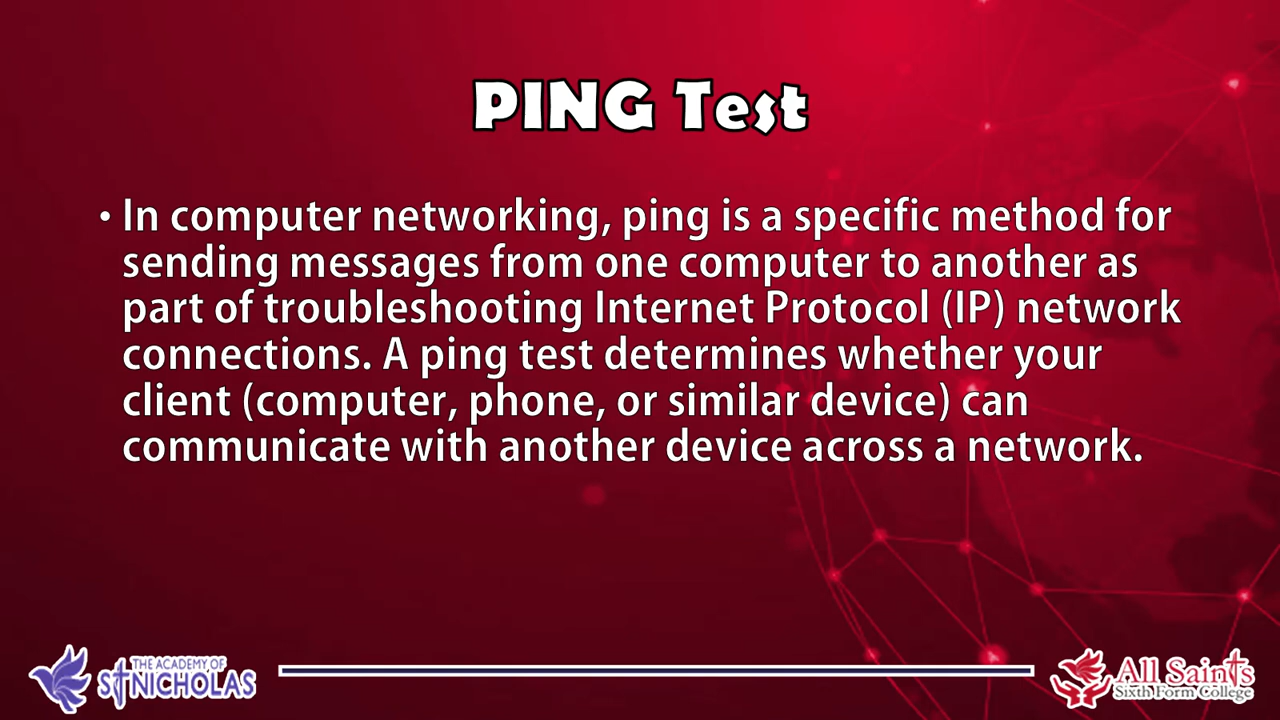 PING Test
• In computer networking, ping is a specific method for
sending messages from one computer to another as
part of troubleshooting Internet Protocol (IP) network
connections. A ping test determines whether your
client (computer, phone, or similar device) can
communicate with another device across a network.
THE ACADEMY OF
ST NICHOLAS
All Saints
Sixth Form College